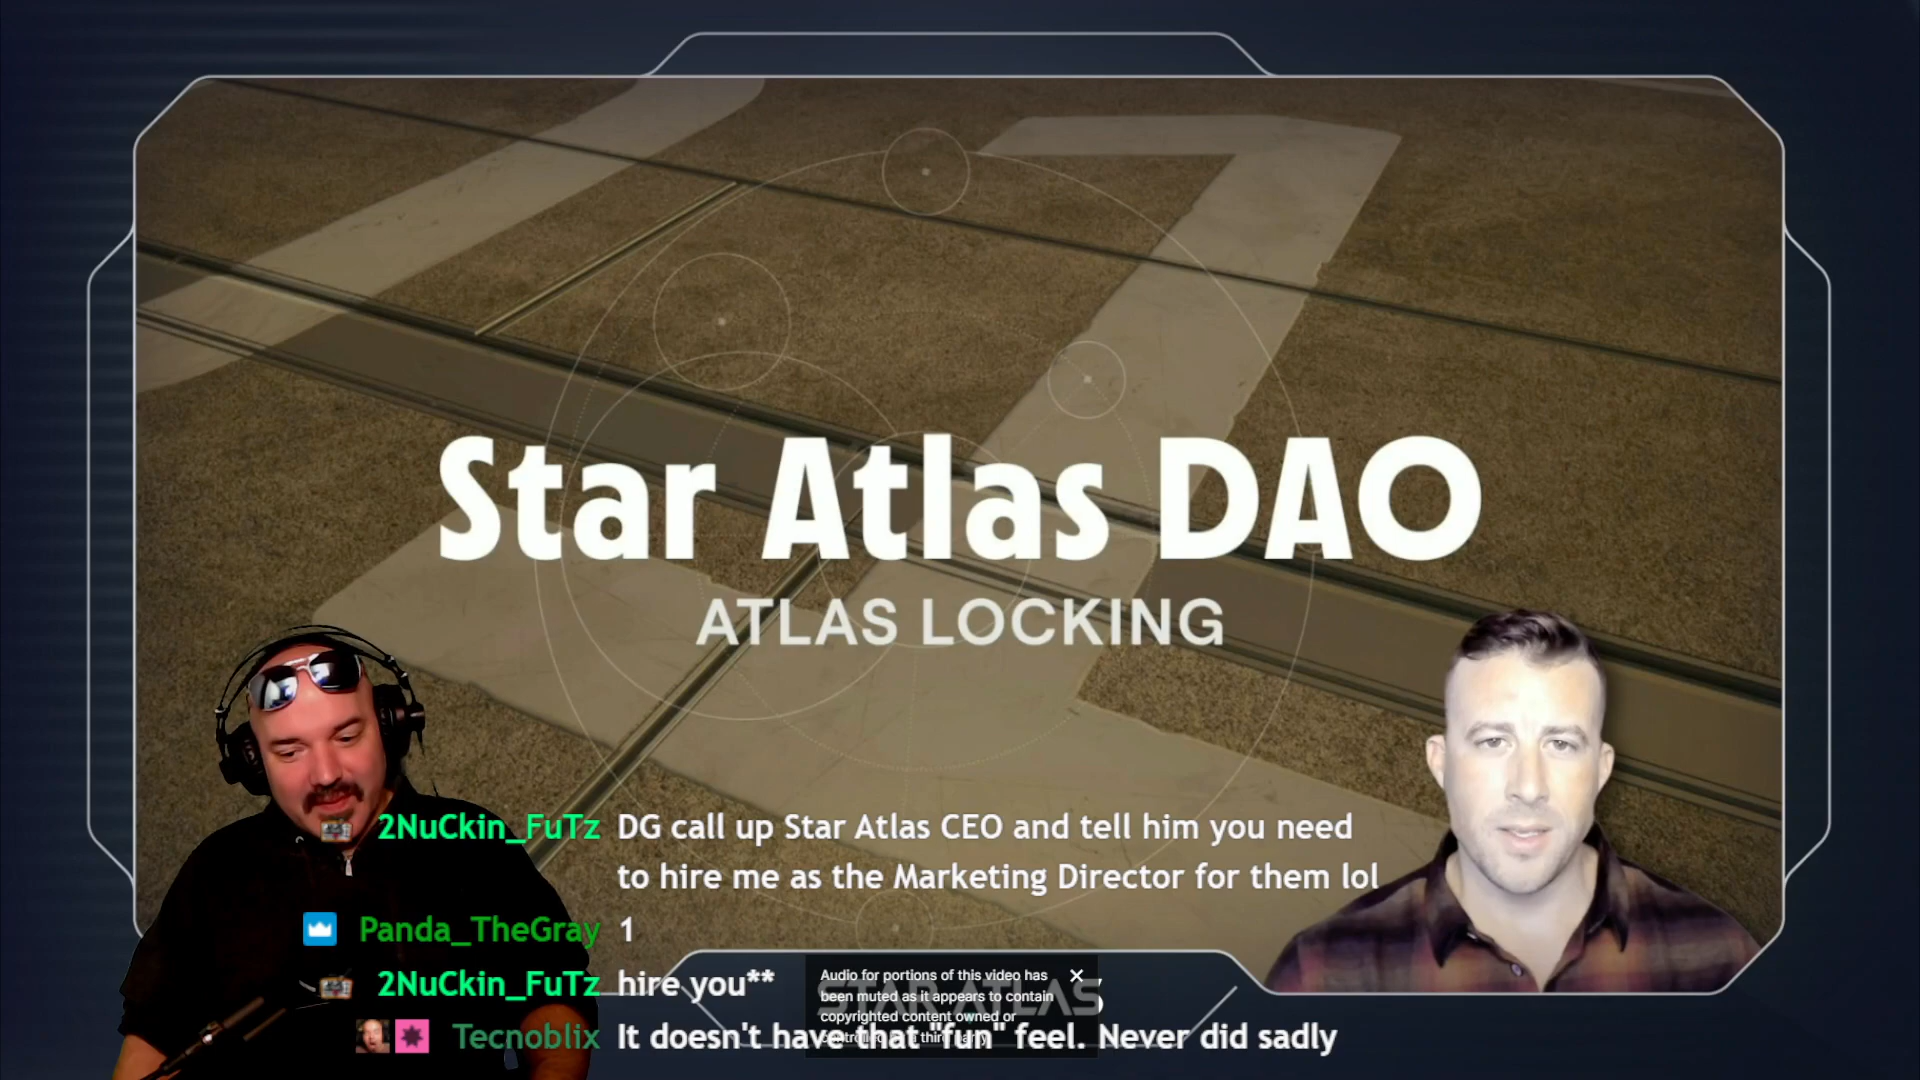 Star Atlas DAO
ATLAS LOCKING
2NuCkin_FuTz DG call up Star Atlas CEO and tell him you need
to hire me as the Marketing Director for them lol
Panda_TheGray 1
2NuCkin_FuTz hire you**
Audio for portions of this video has
been muted as it appears to contain
copyrighted content owned or
STAR ATLAS
Tecnoblix It doesn't have that "fun" feel. Never did sadly